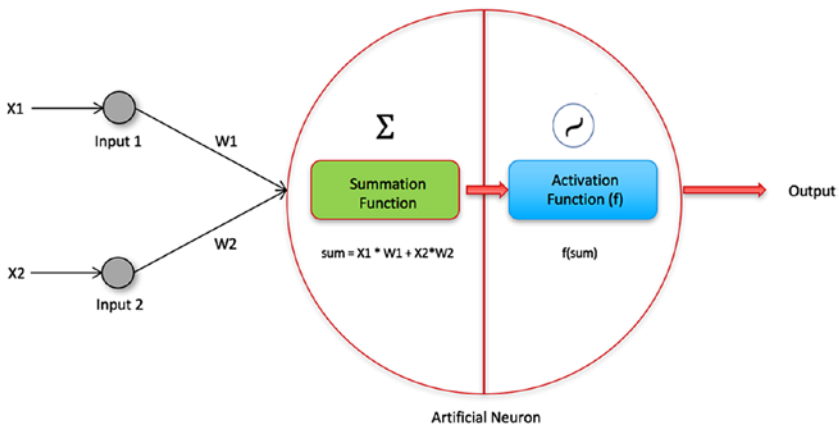 X1
Input 1
W1
X2
Input 2
W2
Σ
Summation
Function
sum = X1 * W1 + X2*W2
Activation
Function (f)
f(sum)
Output
Artificial Neuron